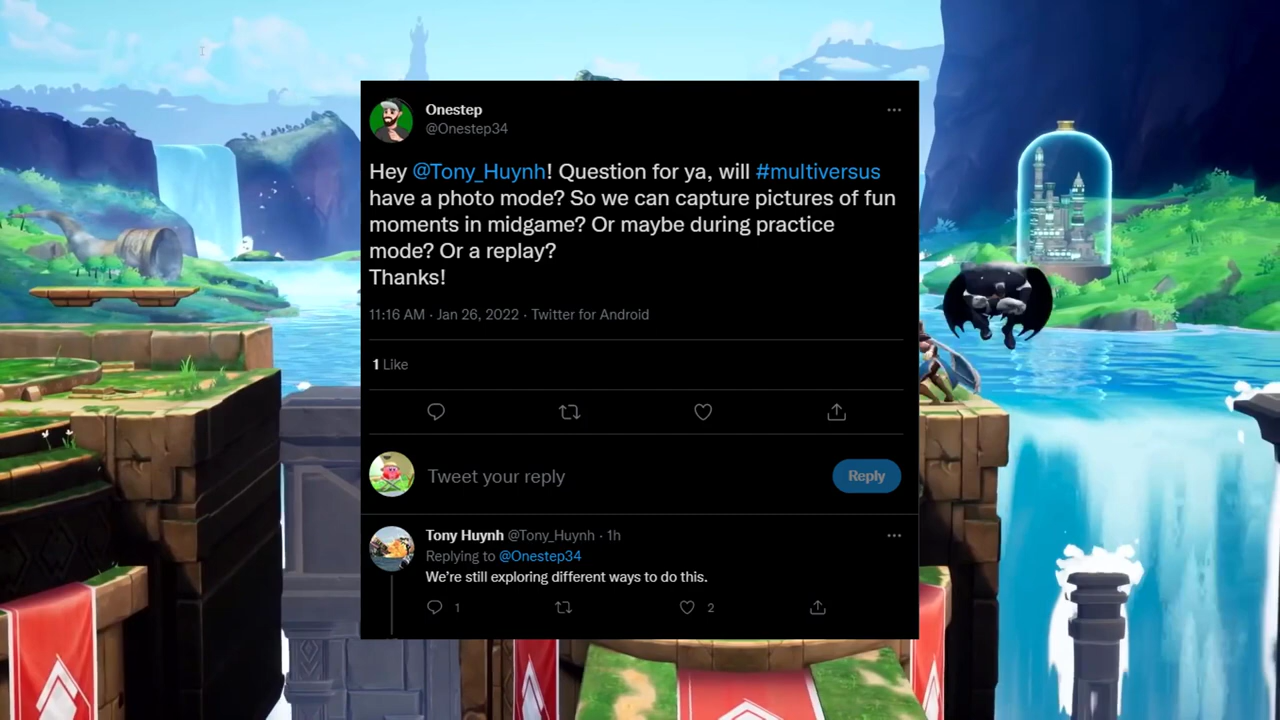 Onestep
@Onestep34
Hey @Tony_Huynh! Question for ya, will #multiversus
have a photo mode? So we can capture pictures of fun
moments in midgame? Or maybe during practice
mode? Or a replay?
Thanks!
11:16 AM · Jan 26, 2022 · Twitter for Android
1 Like
Tweet your reply
Reply
Tony Huynh @Tony_Huynh · 1h
Replying to @Onestep34
We're still exploring different ways to do this.
1
2